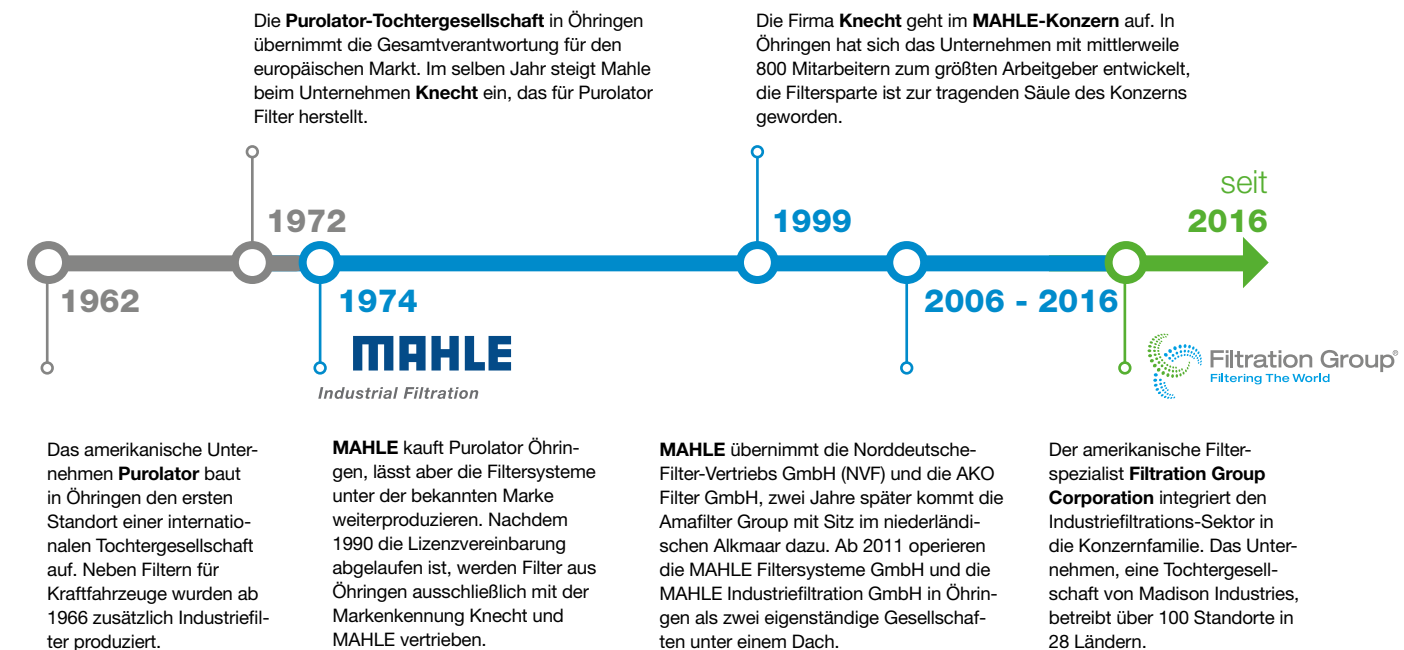 Die Purolator-Tochtergesellschaft in Öhringen
übernimmt die Gesamtverantwortung für den
europäischen Markt. Im selben Jahr steigt Mahle
beim Unternehmen Knecht ein, das für Purolator
Filter herstellt.
Die Firma Knecht geht im MAHLE-Konzern auf. In
Öhringen hat sich das Unternehmen mit mittlerweile
800 Mitarbeitern zum größten Arbeitgeber entwickelt,
die Filtersparte ist zur tragenden Säule des Konzerns
geworden.
seit
1972
1999
2016
1962
1974
2006 - 2016
MAHLE
Industrial Filtration
Filtration Group®
Filtering The World
Das amerikanische Unter-
nehmen Purolator baut
in Öhringen den ersten
Standort einer internatio-
nalen Tochtergesellschaft
auf. Neben Filtern für
Kraftfahrzeuge wurden ab
1966 zusätzlich Industriefil-
ter produziert.
MAHLE kauft Purolator Öhrin-
gen, lässt aber die Filtersysteme
unter der bekannten Marke
weiterproduzieren. Nachdem
1990 die Lizenzvereinbarung
abgelaufen ist, werden Filter aus
Öhringen ausschließlich mit der
Markenkennung Knecht und
MAHLE vertrieben.
MAHLE übernimmt die Norddeutsche-
Filter-Vertriebs GmbH (NVF) und die AKO
Filter GmbH, zwei Jahre später kommt die
Amafilter Group mit Sitz im niederländi-
schen Alkmaar dazu. Ab 2011 operieren
die MAHLE Filtersysteme GmbH und die
MAHLE Industriefiltration GmbH in Öhrin-
gen als zwei eigenständige Gesellschaf-
ten unter einem Dach.
Der amerikanische Filter-
spezialist Filtration Group
Corporation integriert den
Industriefiltrations-Sektor in
die Konzernfamilie. Das Unter-
nehmen, eine Tochtergesell-
schaft von Madison Industries,
betreibt über 100 Standorte in
28 Ländern.